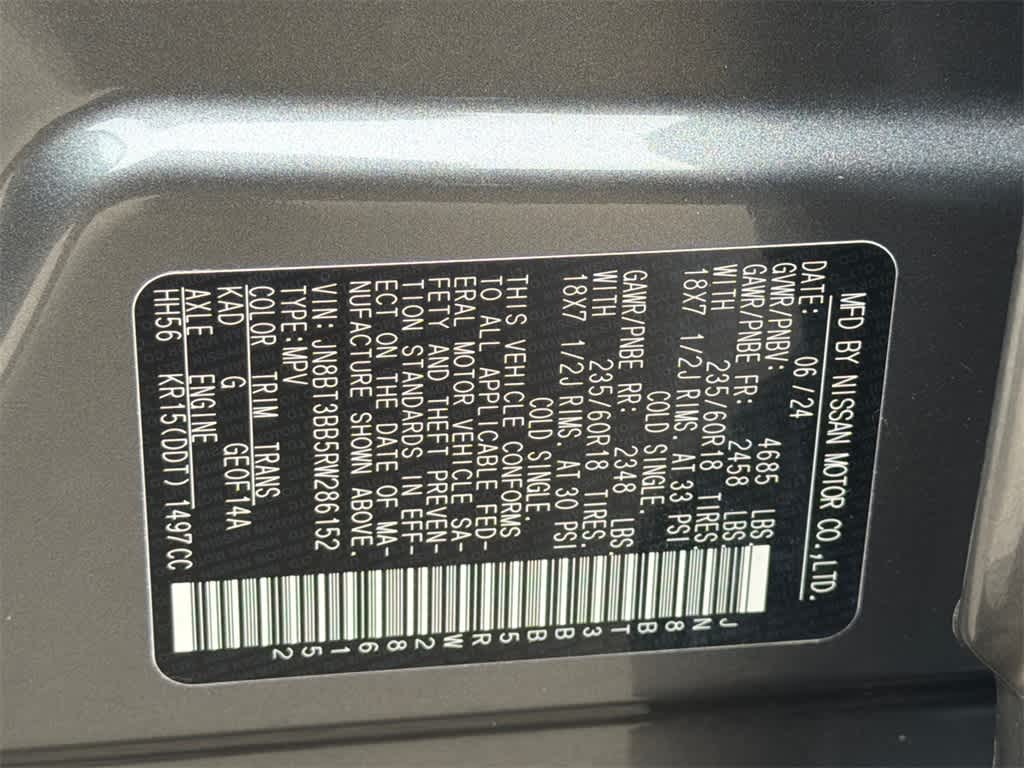 MFD BY NISSAN MOTOR CO.,LTD.
DATE: 06/24
GVWR/PNBV: 4685 LBS
GAWR/PNBE FR: 2458 LBS
WITH 235/60R18 TIRES
18X7 1/2J RIMS. AT 33 PSI
COLD SINGLE.
GAWR/PNBE RR: 2348 LBS
WITH 235/60R18 TIRES
18X7 1/2J RIMS. AT 30 PSI
COLD SINGLE.
THIS VEHICLE CONFORMS
TO ALL APPLICABLE FED-
ERAL MOTOR VEHICLE SA-
FETY AND THEFT PREVEN-
TION STANDARDS IN EFF-
ECT ON THE DATE OF MA-
NUFACTURE SHOWN ABOVE.
VIN: JN8BT3BB5RW286152
TYPE:MPV
COLOR TRIM TRANS
KAD G GE0F14A
AXLE ENGINE
HH56 KR15(DDT)1497CC
JN8BT3BB5RW286152